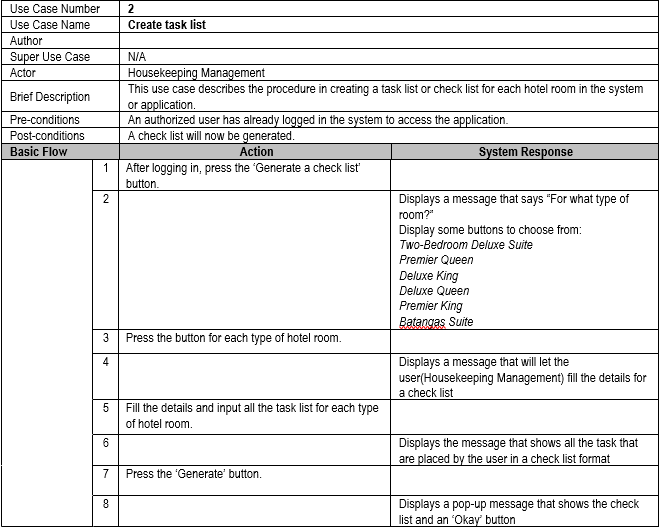 Use Case Number 2
Use Case Name Create task list
Author
Super Use Case N/A
Actor Housekeeping Management
Brief Description This use case describes the procedure in creating a task list or check list for each hotel room in the system
or application.
Pre-conditions An authorized user has already logged in the system to access the application.
Post-conditions A check list will now be generated.
Basic Flow Action System Response
1 After logging in, press the ‘Generate a check list’
button.
2 Displays a message that says “For what type of
room?”
Display some buttons to choose from:
Two-Bedroom Deluxe Suite
Premier Queen
Deluxe King
Deluxe Queen
Premier King
Batangas Suite
3 Press the button for each type of hotel room.
4 Displays a message that will let the
user(Housekeeping Management) fill the details for
a check list
5 Fill the details and input all the task list for each type
of hotel room.
6 Displays the message that shows all the task that
are placed by the user in a check list format
7 Press the ‘Generate’ button.
8 Displays a pop-up message that shows the check
list and an ‘Okay’ button